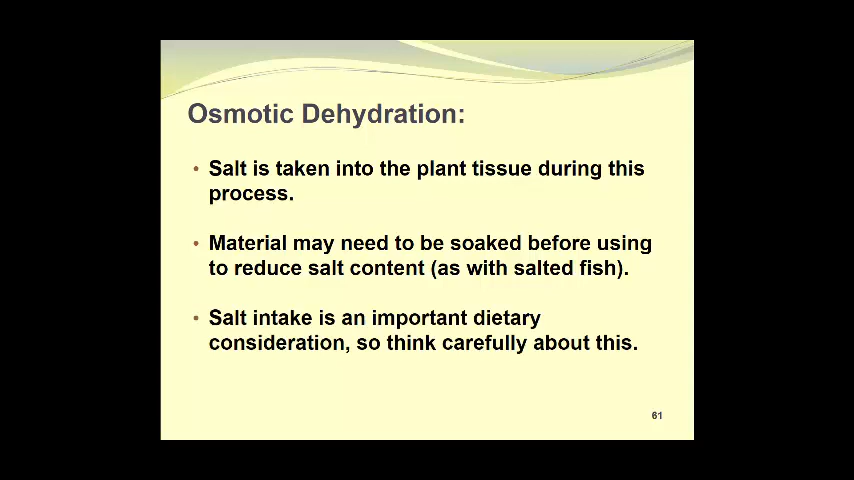 Osmotic Dehydration:
• Salt is taken into the plant tissue during this
process.
• Material may need to be soaked before using
to reduce salt content (as with salted fish).
• Salt intake is an important dietary
consideration, so think carefully about this.
61